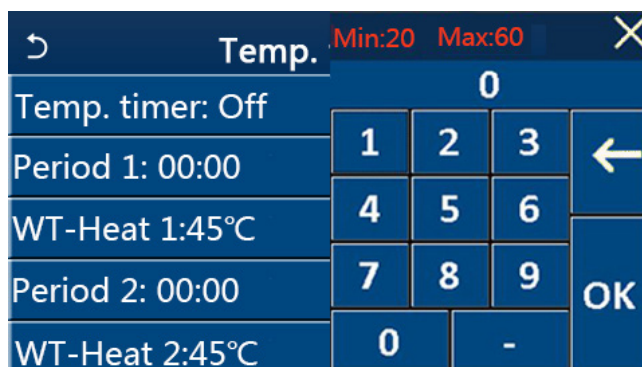 Temp.
Temp. timer: Off
Period 1: 00:00
WT-Heat 1:45℃
Period 2: 00:00
WT-Heat 2:45℃
Min:20 Max:60
0
1 2 3
4 5 6
7 8 9
0 -
OK